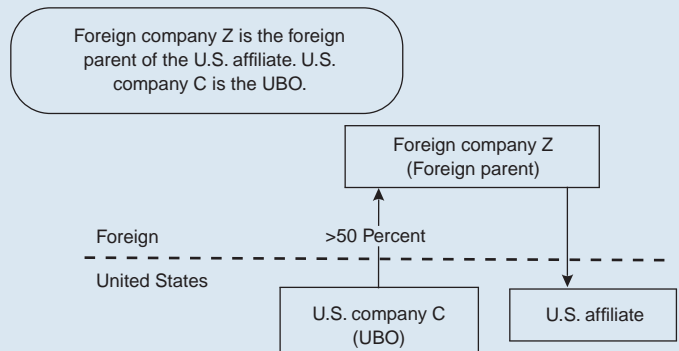 Foreign company Z is the foreign
parent of the U.S. affiliate. U.S.
company C is the UBO.
Foreign company Z
(Foreign parent)
Foreign
>50 Percent
United States
U.S. company C
(UBO)
U.S. affiliate